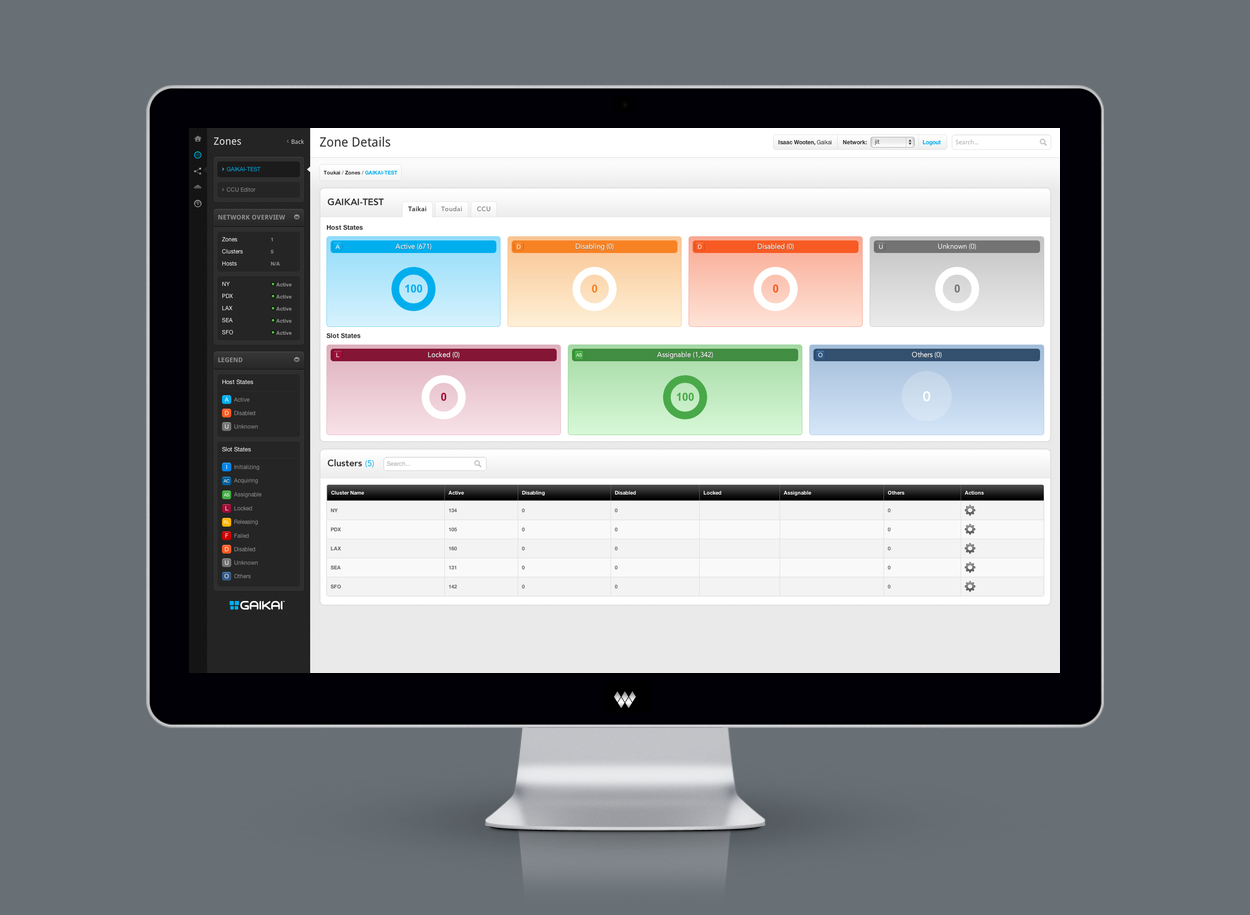 Zones
‹ Back
› GAIKAI-TEST
› CCU Editor
NETWORK OVERVIEW
Zones 1
Clusters 5
Hosts N/A
NY Active
PDX Active
LAX Active
SEA Active
SFO Active
LEGEND
Host States
A Active
D Disabled
U Unknown
Slot States
I Initializing
AC Acquiring
AS Assignable
L Locked
RL Releasing
F Failed
D Disabled
U Unknown
O Others
GAIKAI
Zone Details
Isaac Wooten, Gaikai Network: jit Logout Search...
Toukai / Zones / GAIKAI-TEST
GAIKAI-TEST Taikai Toudai CCU
Host States
A Active (671) D Disabling (0) D Disabled (0) U Unknown (0)
100 0 0 0
Slot States
L Locked (0) AS Assignable (1,342) O Others (0)
0 100 0
Clusters (5) Search...
Cluster Name Active Disabling Disabled Locked Assignable Others Actions
NY 134 0 0 0
PDX 105 0 0 0
LAX 160 0 0 0
SEA 131 0 0 0
SFO 142 0 0 0